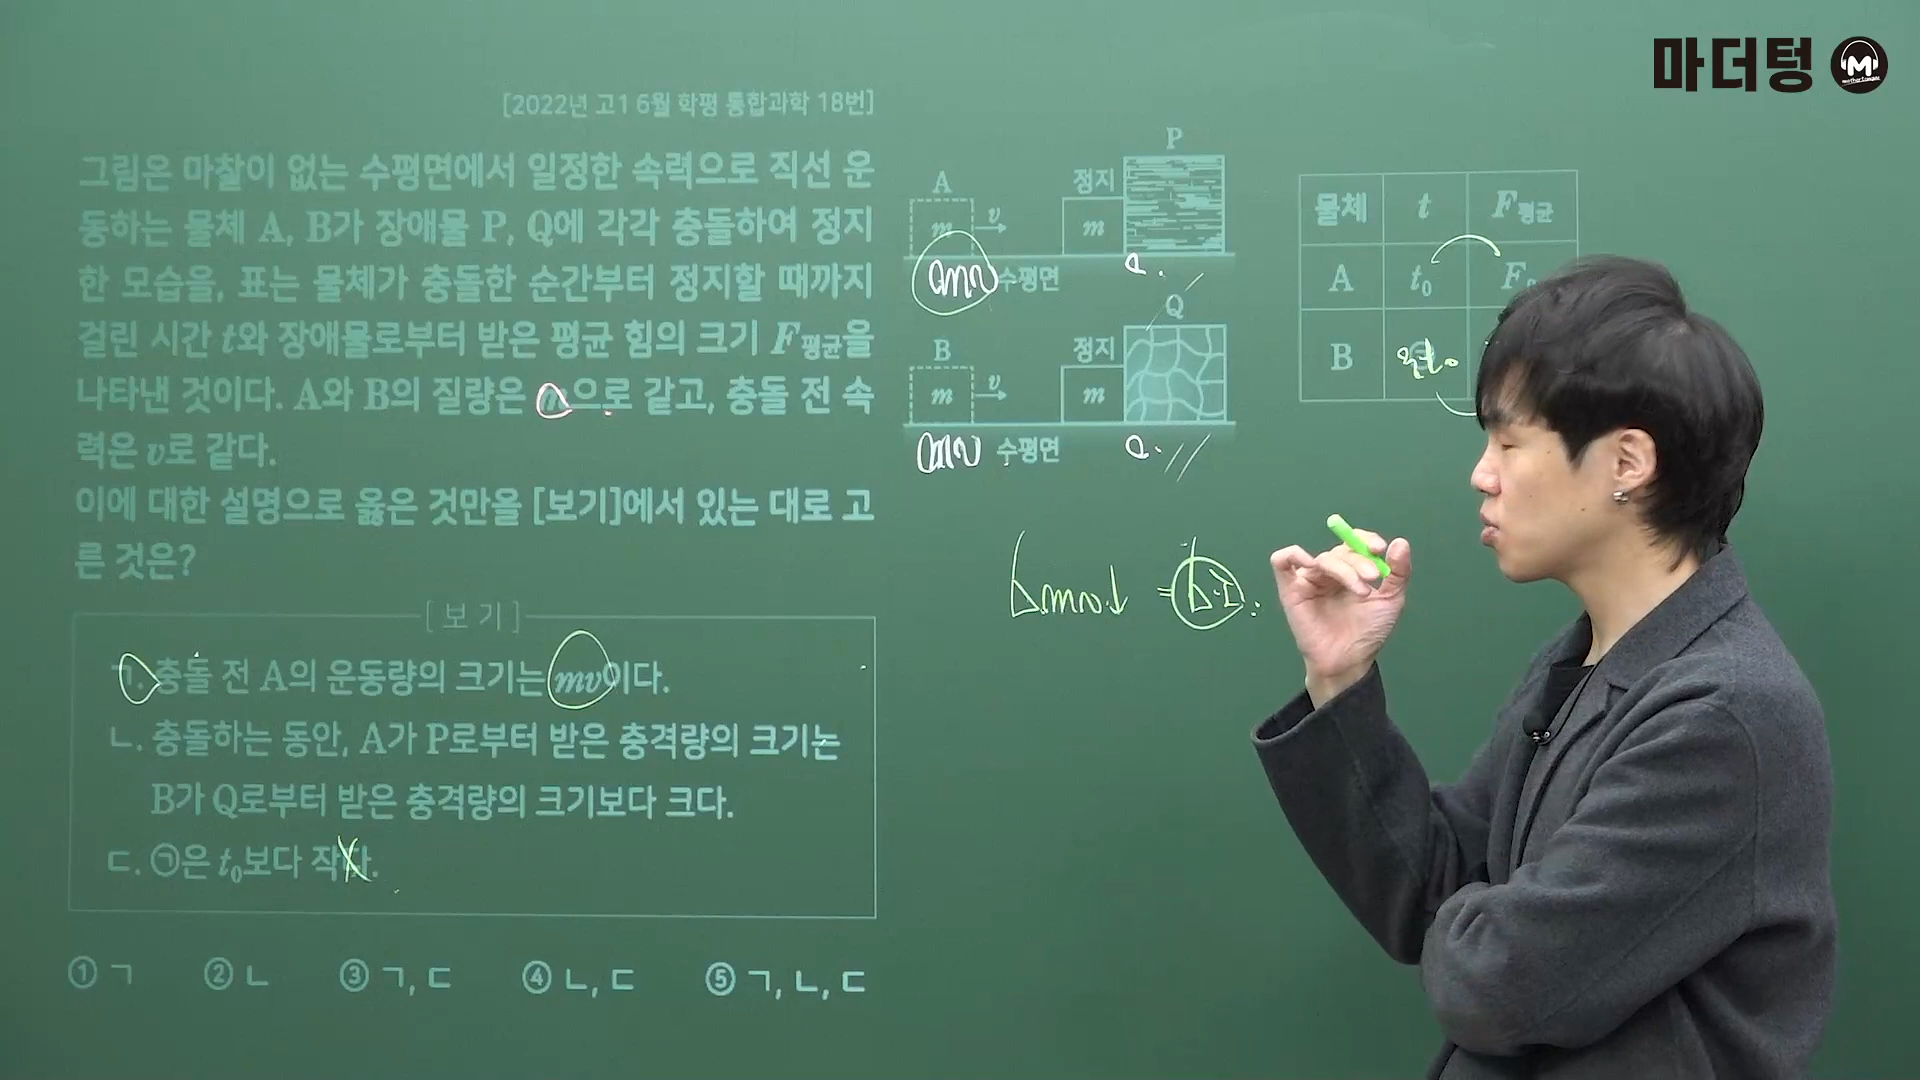 마더텅
[2022년 고1 6월 학평 통합과학 18번]
그림은 마찰이 없는 수평면에서 일정한 속력으로 직선 운
동하는 물체 A, B가 장애물 P, Q에 각각 충돌하여 정지
한 모습을, 표는 물체가 충돌한 순간부터 정지할 때까지
걸린 시간 t와 장애물로부터 받은 평균 힘의 크기 F평균을
나타낸 것이다. A와 B의 질량은 m으로 같고, 충돌 전 속
력은 v로 같다.
이에 대한 설명으로 옳은 것만을 [보기]에서 있는 대로 고
른 것은?
[보기]
ㄱ. 충돌 전 A의 운동량의 크기는 mv이다.
ㄴ. 충돌하는 동안, A가 P로부터 받은 충격량의 크기는
B가 Q로부터 받은 충격량의 크기보다 크다.
ㄷ. ㉠은 t₀보다 작다.
① ㄱ ② ㄴ ③ ㄱ, ㄷ ④ ㄴ, ㄷ ⑤ ㄱ, ㄴ, ㄷ
P
A 정지
m v m
mv 수평면 0
Q
B 정지
m v m
mv 수평면 0
물체 t F평균
A t₀ F
B
Δmv↓ = Δ·I